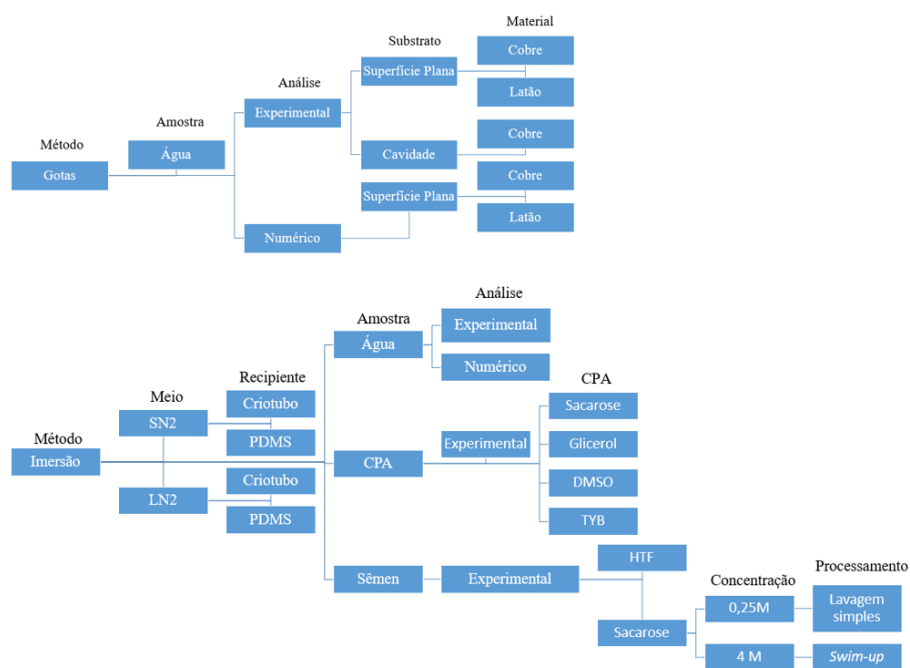 Material
Substrato
Cobre
Superfície Plana
Análise
Latão
Experimental
Amostra
Cobre
Método
Água
Cavidade
Cobre
Gotas
Superfície Plana
Latão
Numérico
Análise
Amostra
Experimental
Água
Numérico
CPA
Recipiente
Meio
Criotubo
Sacarose
SN2
Método
PDMS
Experimental
Glicerol
Imersão
CPA
Criotubo
DMSO
LN2
PDMS
TYB
HTF
Concentração
Processamento
Sêmen
Experimental
0,25M
Lavagem
simples
Sacarose
4 M
Swim-up